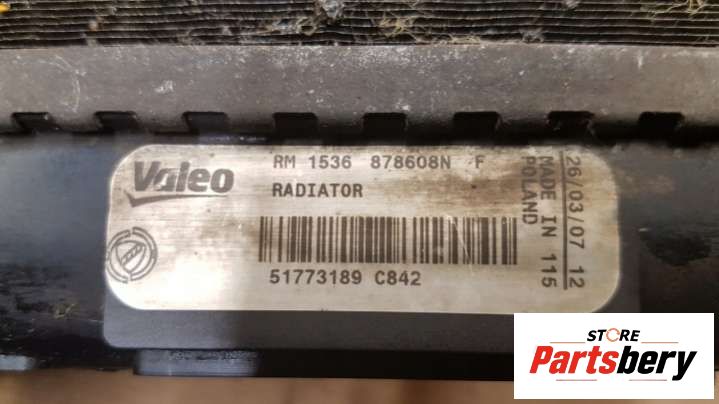 Valeo
RM 1536 878608N F
RADIATOR
51773189 C842
MADE IN 115
POLAND
26/03/07 12
STORE
Partsbery